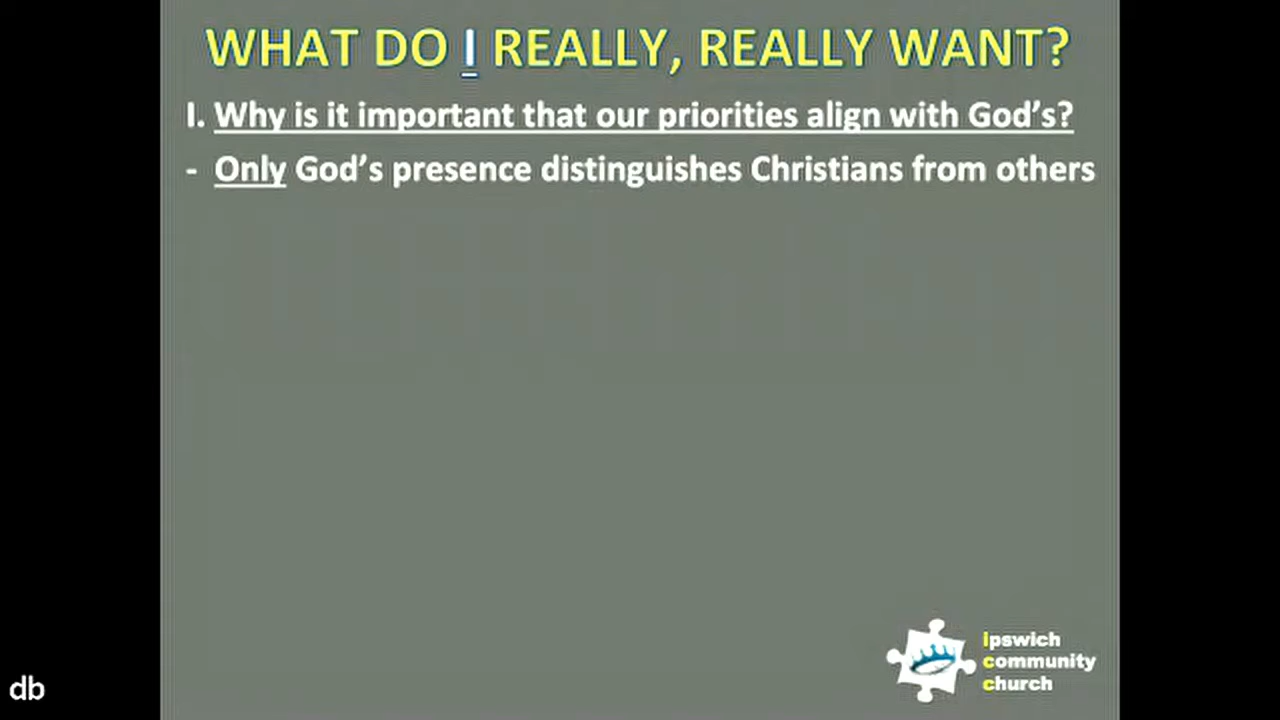 WHAT DO I REALLY, REALLY WANT?
I. Why is it important that our priorities align with God's?
- Only God's presence distinguishes Christians from others
ipswich
community
church
db